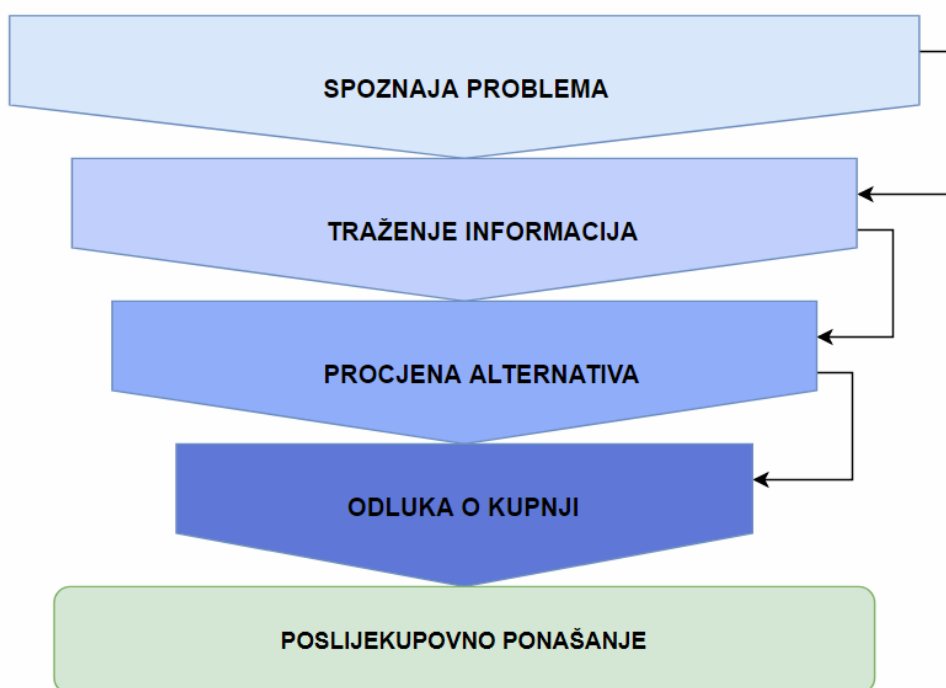 SPOZNAJA PROBLEMA
TRAŽENJE INFORMACIJA
PROCJENA ALTERNATIVA
ODLUKA O KUPNJI
POSLIJEKUPOVNO PONAŠANJE